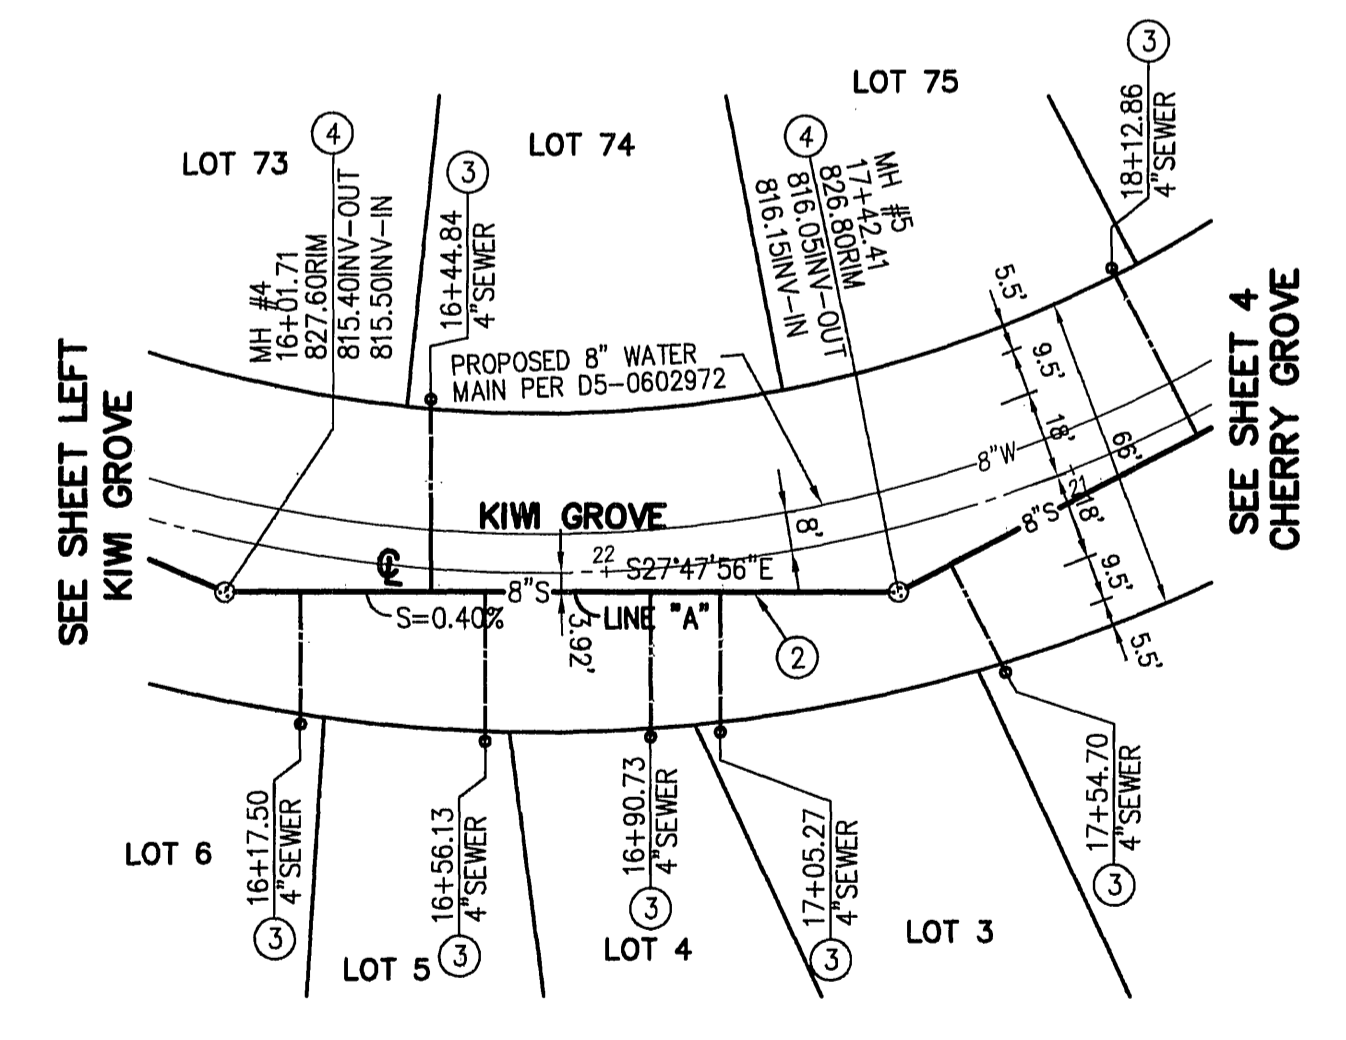 LOT 75
3
18+12.86
4"SEWER
LOT 73
4
MH #4
16+01.71
827.60RIM
815.40INV-OUT
815.50INV-IN
3
16+44.84
4"SEWER
LOT 74
4
MH #5
17+42.41
826.80RIM
816.05INV-OUT
816.15INV-IN
PROPOSED 8" WATER
MAIN PER D5-0602972
5.5'
9.5'
18'
66'
21
18'
9.5'
5.5'
8"W
8"S
SEE SHEET LEFT
KIWI GROVE
SEE SHEET 4
CHERRY GROVE
KIWI GROVE
8'
℄
22
S27°47'56"E
8"S
S=0.40%
3.92'
LINE "A"
2
LOT 6
16+17.50
4"SEWER
3
LOT 5
16+56.13
4"SEWER
3
16+90.73
4"SEWER
3
LOT 4
17+05.27
4"SEWER
3
LOT 3
17+54.70
4"SEWER
3